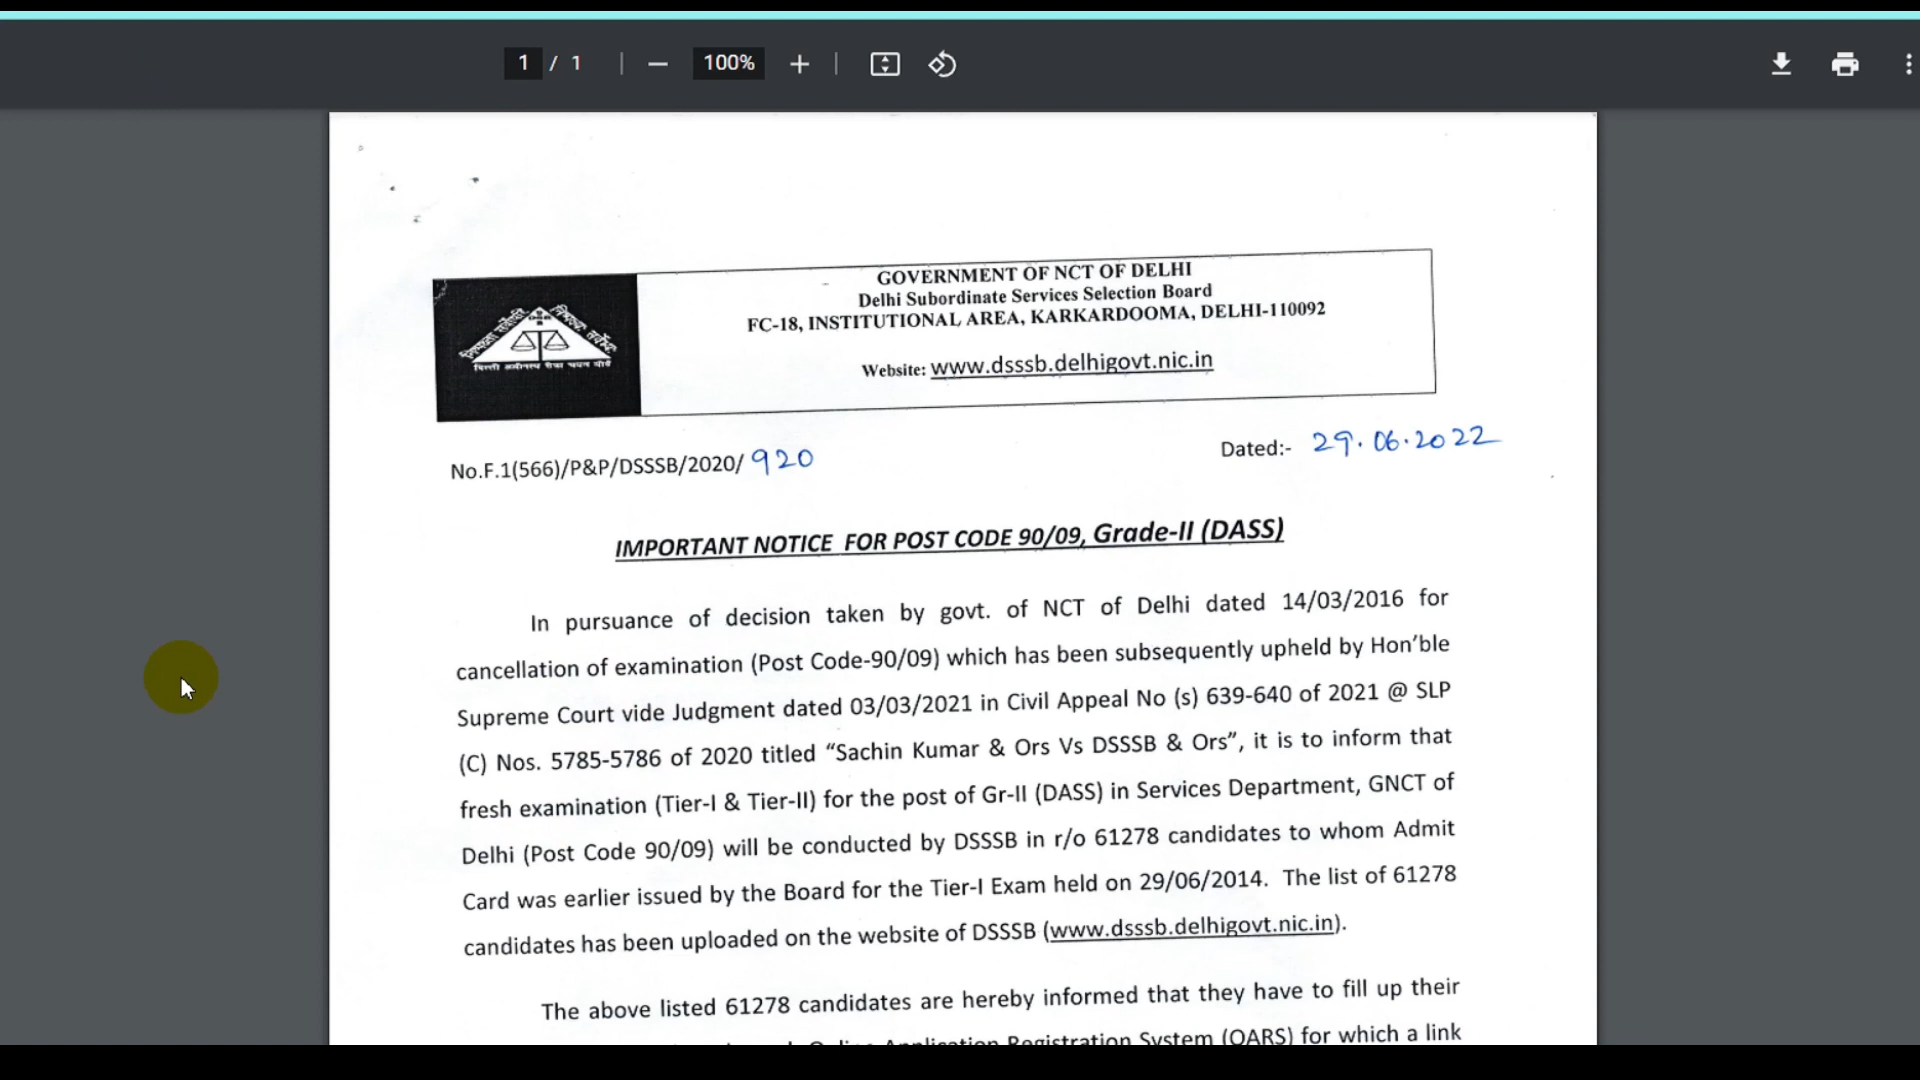 1 / 1 | — 100% + |
GOVERNMENT OF NCT OF DELHI
Delhi Subordinate Services Selection Board
FC-18, INSTITUTIONAL AREA, KARKARDOOMA, DELHI-110092
Website: www.dsssb.delhigovt.nic.in
No.F.1(566)/P&P/DSSSB/2020/ 920
Dated:- 29.06.2022
IMPORTANT NOTICE FOR POST CODE 90/09, Grade-II (DASS)
In pursuance of decision taken by govt. of NCT of Delhi dated 14/03/2016 for
cancellation of examination (Post Code-90/09) which has been subsequently upheld by Hon’ble
Supreme Court vide Judgment dated 03/03/2021 in Civil Appeal No (s) 639-640 of 2021 @ SLP
(C) Nos. 5785-5786 of 2020 titled “Sachin Kumar & Ors Vs DSSSB & Ors”, it is to inform that
fresh examination (Tier-I & Tier-II) for the post of Gr-II (DASS) in Services Department, GNCT of
Delhi (Post Code 90/09) will be conducted by DSSSB in r/o 61278 candidates to whom Admit
Card was earlier issued by the Board for the Tier-I Exam held on 29/06/2014. The list of 61278
candidates has been uploaded on the website of DSSSB (www.dsssb.delhigovt.nic.in).
The above listed 61278 candidates are hereby informed that they have to fill up their
Online Application Registration System (OARS) for which a link